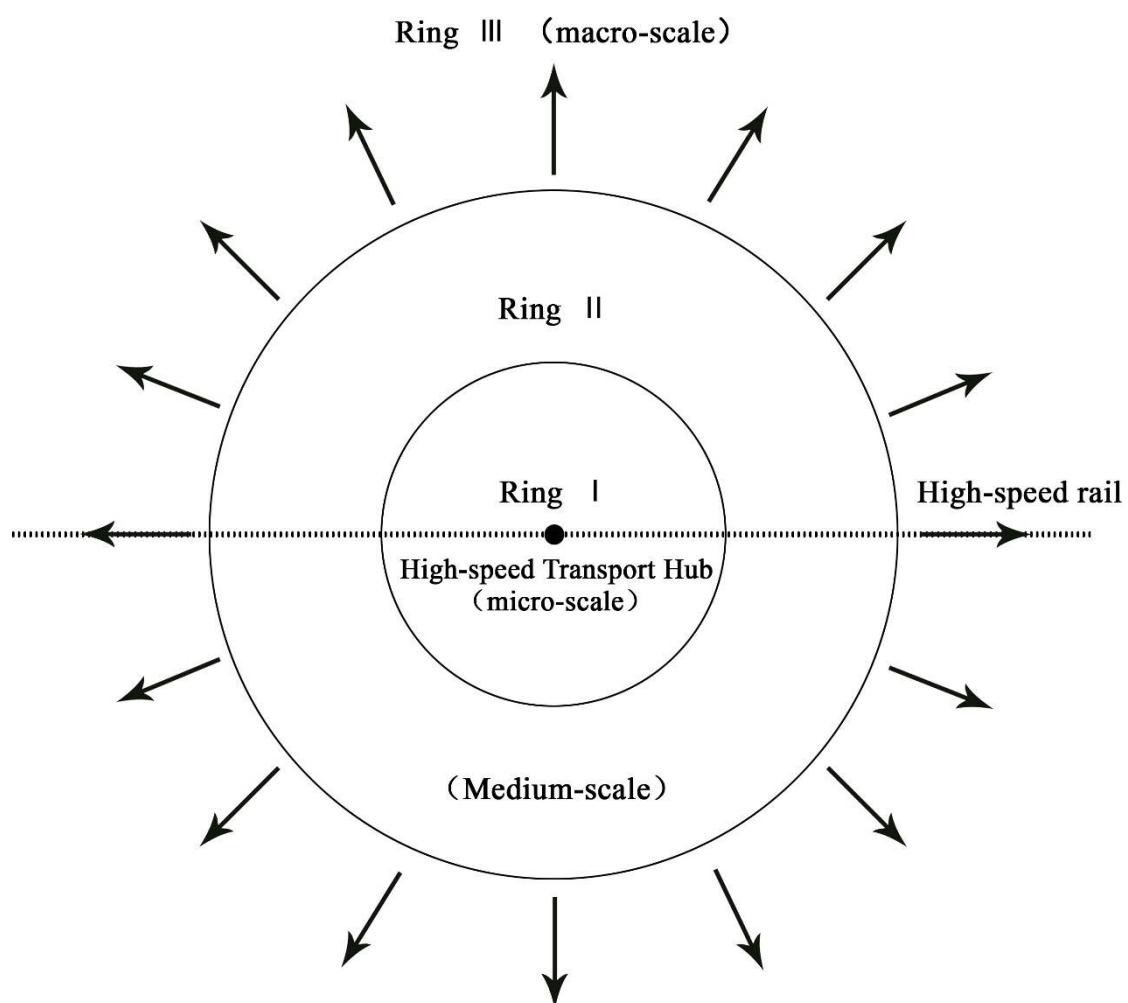 Ring Ⅲ （macro-scale）
Ring Ⅱ
Ring Ⅰ
High-speed rail
High-speed Transport Hub
（micro-scale）
（Medium-scale）